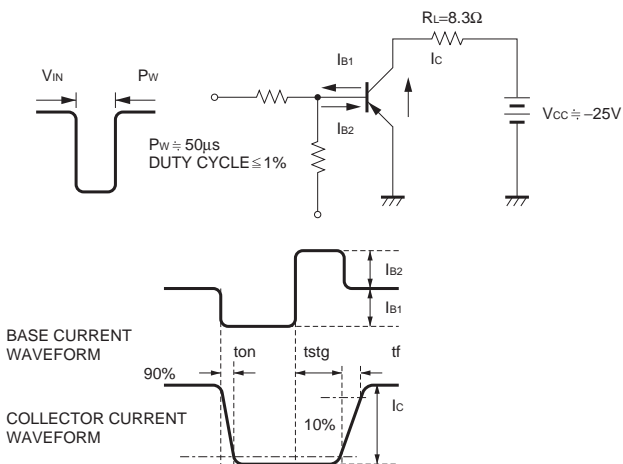 RL=8.3Ω
IB1
IC
VIN
PW
VCC≒–25V
IB2
PW≒50µs
DUTY CYCLE≦1%
IB2
IB1
BASE CURRENT
WAVEFORM
ton
tstg
tf
90%
IC
COLLECTOR CURRENT
WAVEFORM
10%